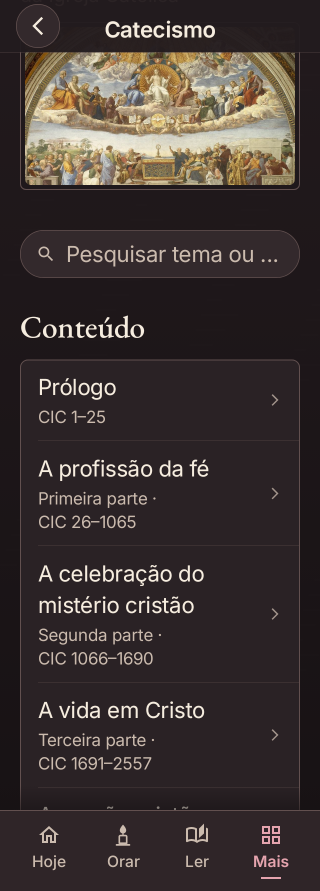 Catecismo
Pesquisar tema ou ...
Conteúdo
Prólogo
CIC 1–25
A profissão da fé
Primeira parte ·
CIC 26–1065
A celebração do
mistério cristão
Segunda parte ·
CIC 1066–1690
A vida em Cristo
Terceira parte ·
CIC 1691–2557
Hoje
Orar
Ler
Mais